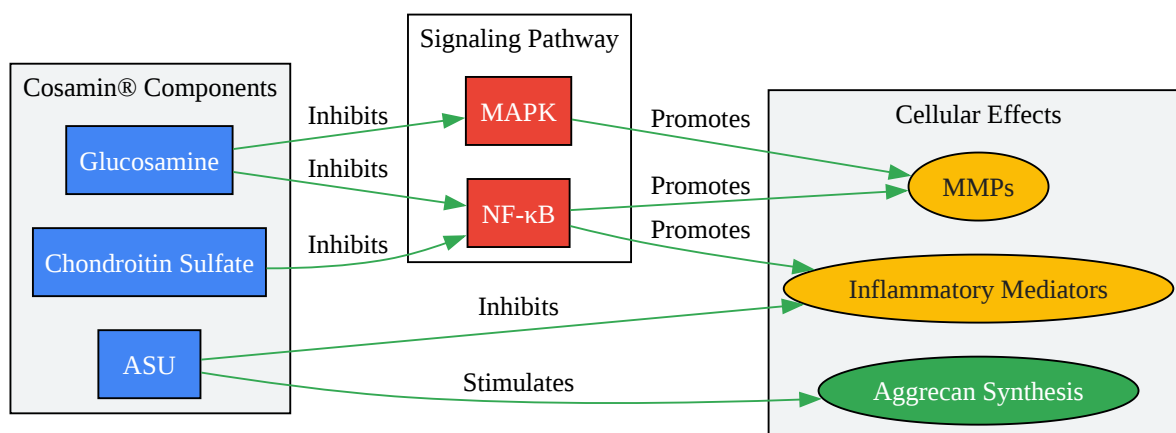 Signaling Pathway
Cosamin® Components
MAPK
Inhibits
Promotes
Cellular Effects
Glucosamine
Inhibits
Promotes
MMPs
NF-κB
Inhibits
Promotes
Chondroitin Sulfate
Inflammatory Mediators
Inhibits
ASU
Stimulates
Aggrecan Synthesis